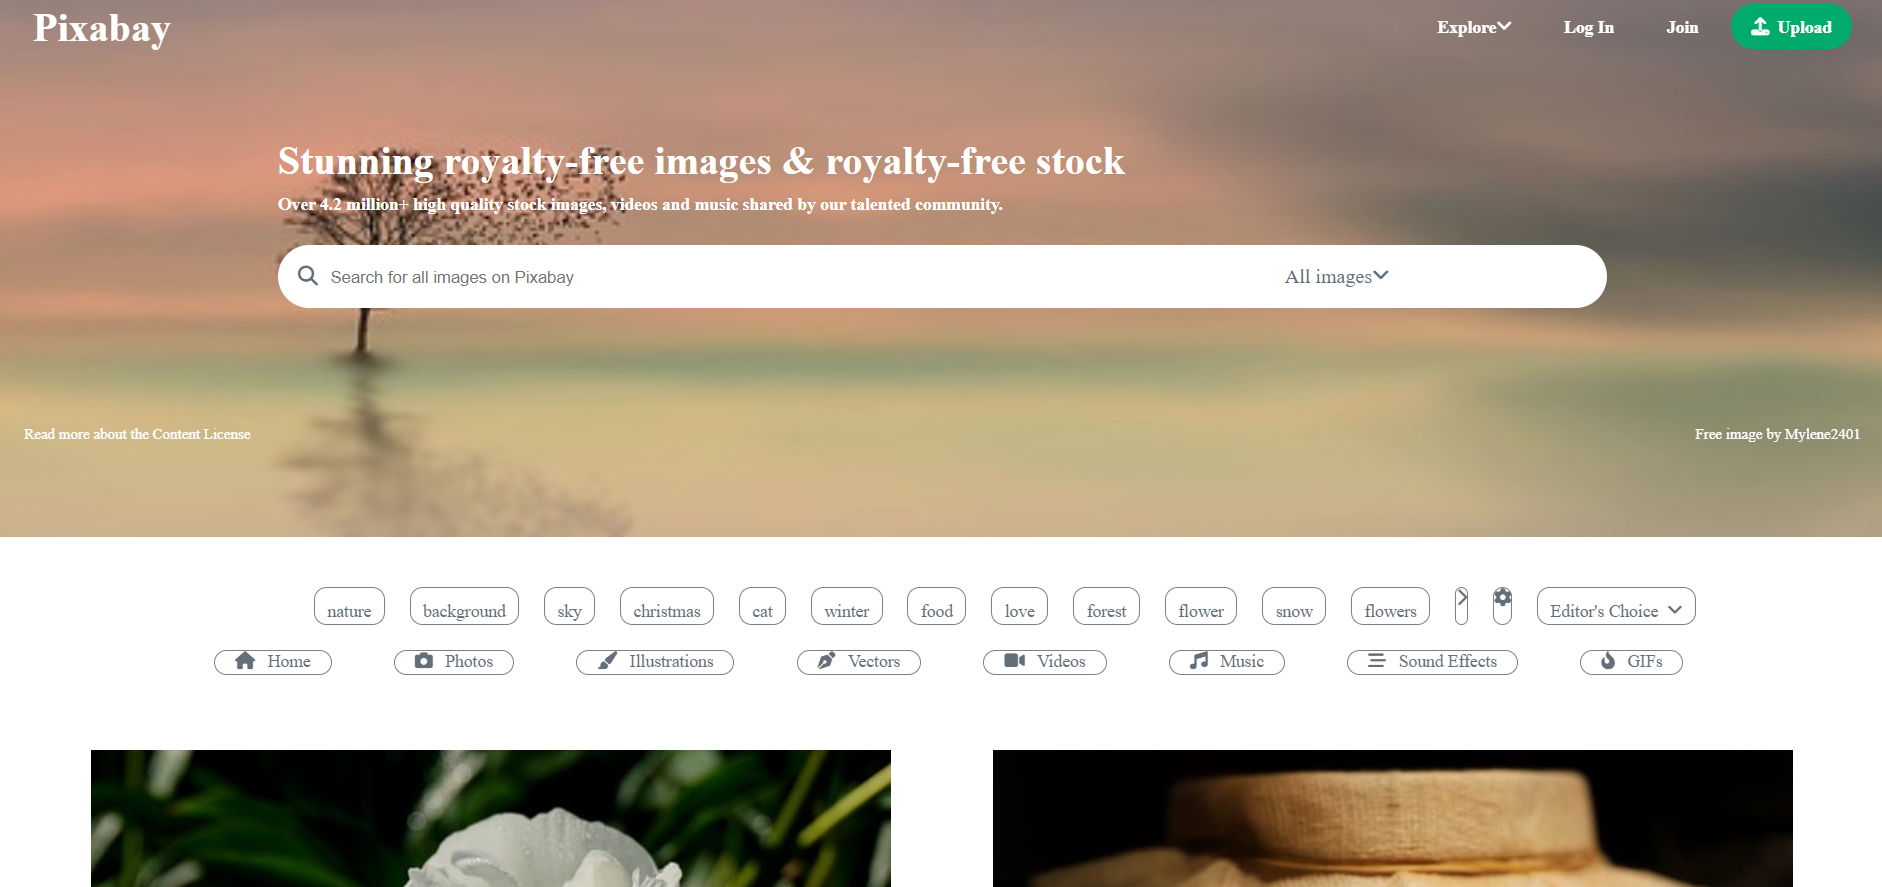 Pixabay Explore Log In Join Upload
Stunning royalty-free images & royalty-free stock
Over 4.2 million+ high quality stock images, videos and music shared by our talented community.
Search for all images on Pixabay All images
Read more about the Content License Free image by Mylene2401
nature background sky christmas cat winter food love forest flower snow flowers Editor's Choice
Home Photos Illustrations Vectors Videos Music Sound Effects GIFs